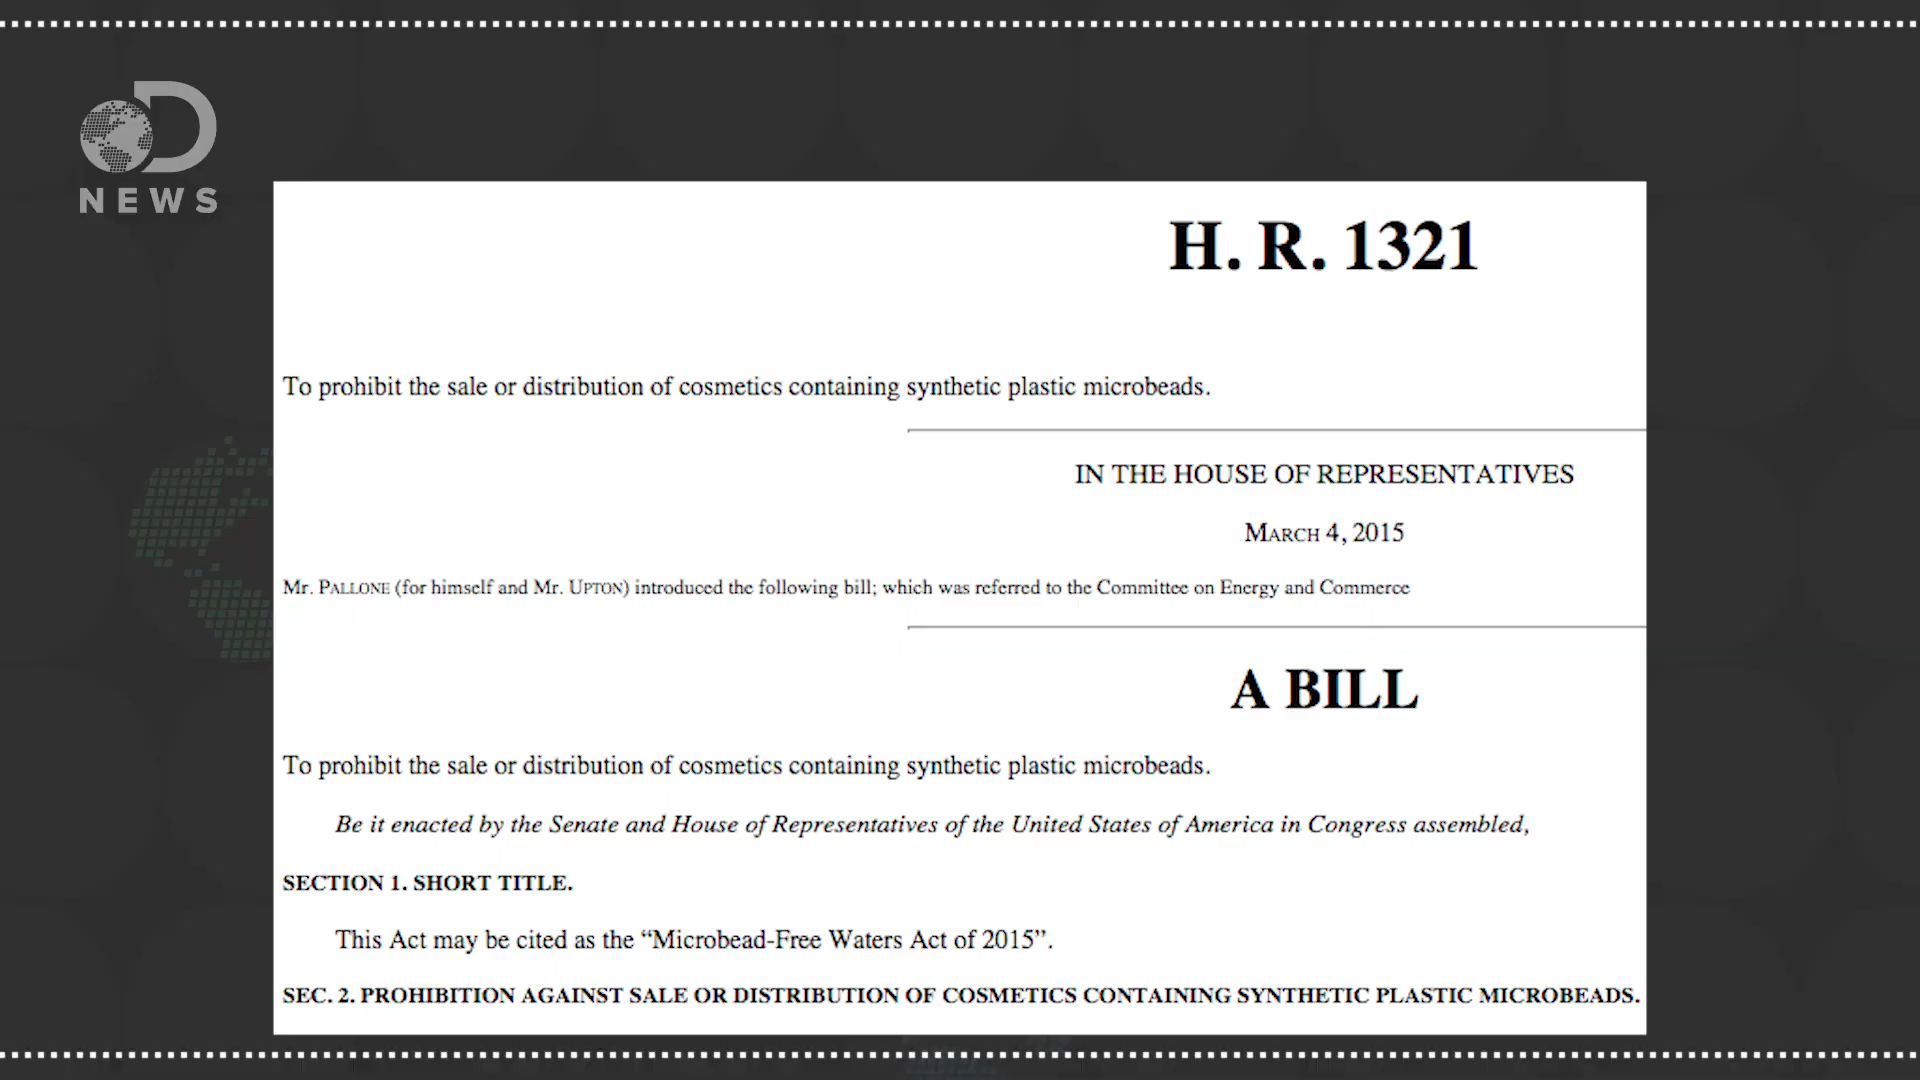 D
NEWS
H. R. 1321
To prohibit the sale or distribution of cosmetics containing synthetic plastic microbeads.
IN THE HOUSE OF REPRESENTATIVES
MARCH 4, 2015
Mr. PALLONE (for himself and Mr. UPTON) introduced the following bill; which was referred to the Committee on Energy and Commerce
A BILL
To prohibit the sale or distribution of cosmetics containing synthetic plastic microbeads.
Be it enacted by the Senate and House of Representatives of the United States of America in Congress assembled,
SECTION 1. SHORT TITLE.
This Act may be cited as the “Microbead-Free Waters Act of 2015”.
SEC. 2. PROHIBITION AGAINST SALE OR DISTRIBUTION OF COSMETICS CONTAINING SYNTHETIC PLASTIC MICROBEADS.